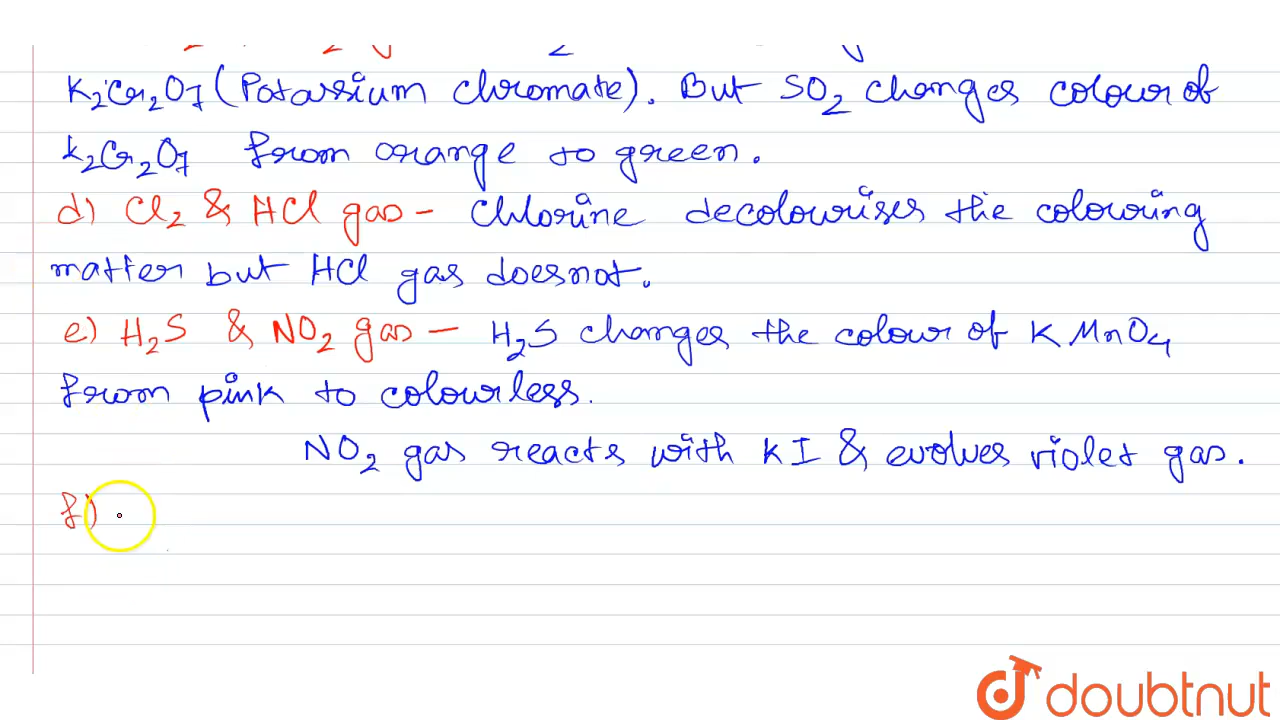 K2Cr2O7 (Potassium chromate). But SO2 changes colour of
K2Cr2O7 from orange to green.
d) Cl2 & HCl gas - Chlorine decolourises the colouring
matter but HCl gas doesnot.
e) H2S & NO2 gas - H2S changes the colour of KMnO4
from pink to colourless.
NO2 gas reacts with KI & evolves violet gas.
f)
doubtnut